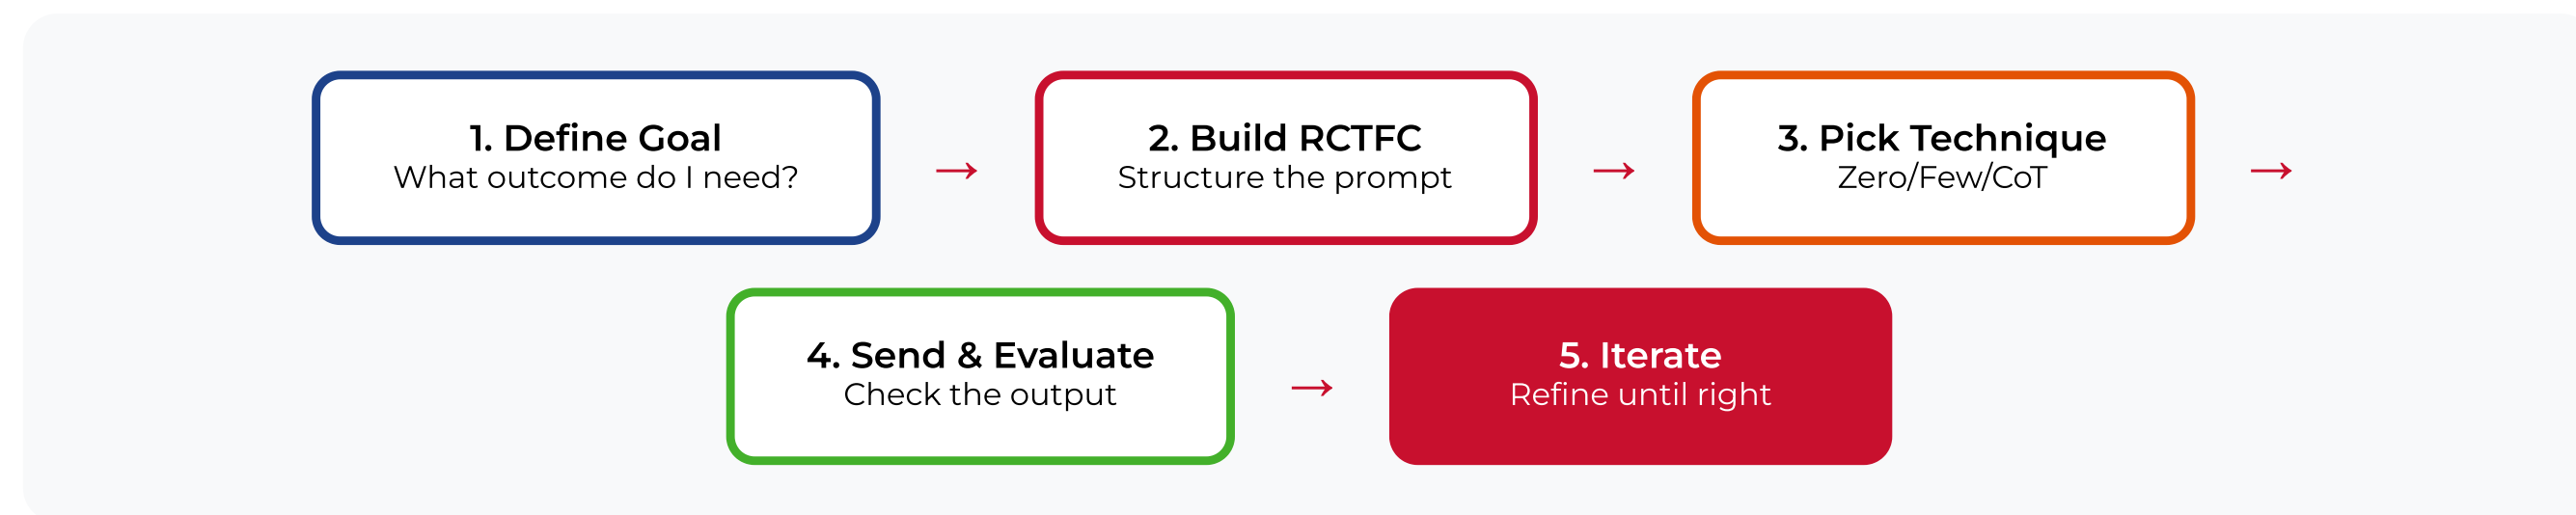 1. Define Goal
What outcome do I need?
→
2. Build RCTFC
Structure the prompt
→
3. Pick Technique
Zero/Few/CoT
→
4. Send & Evaluate
Check the output
→
5. Iterate
Refine until right